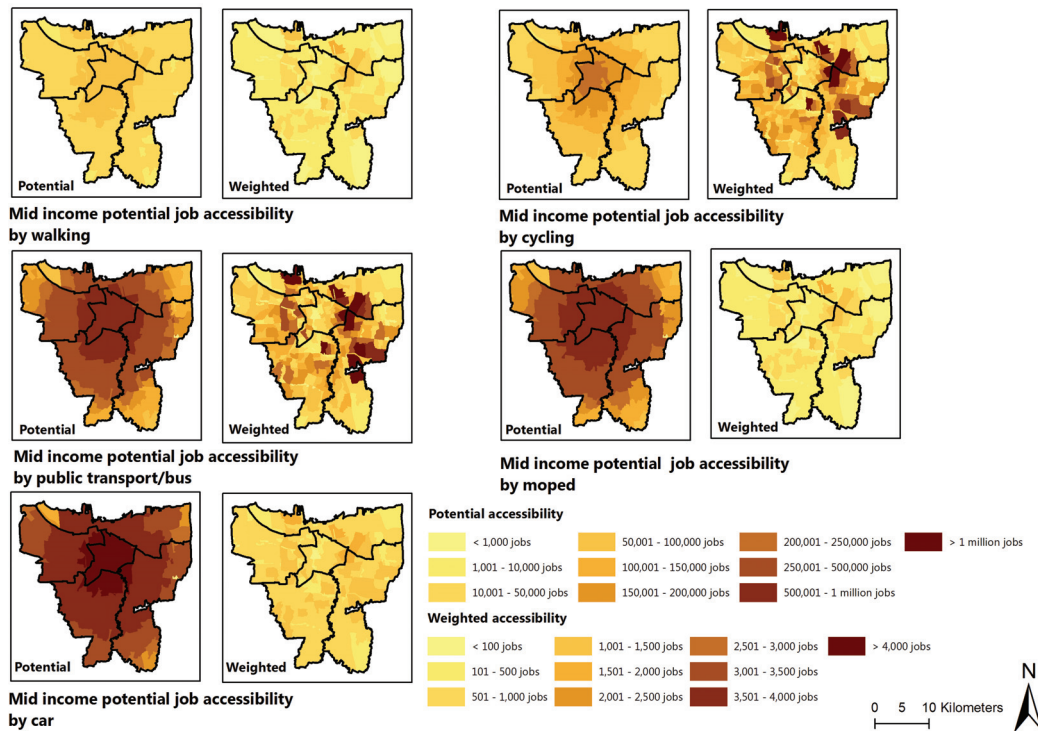 Potential
Weighted
Mid income potential job accessibility
by walking
Potential
Weighted
Mid income potential job accessibility
by cycling
Potential
Weighted
Mid income potential job accessibility
by public transport/bus
Potential
Weighted
Mid income potential job accessibility
by moped
Potential
Weighted
Mid income potential job accessibility
by car
Potential accessibility
< 1,000 jobs
1,001 - 10,000 jobs
10,001 - 50,000 jobs
50,001 - 100,000 jobs
100,001 - 150,000 jobs
150,001 - 200,000 jobs
200,001 - 250,000 jobs
250,001 - 500,000 jobs
500,001 - 1 million jobs
> 1 million jobs
Weighted accessibility
< 100 jobs
101 - 500 jobs
501 - 1,000 jobs
1,001 - 1,500 jobs
1,501 - 2,000 jobs
2,001 - 2,500 jobs
2,501 - 3,000 jobs
3,001 - 3,500 jobs
3,501 - 4,000 jobs
> 4,000 jobs
N
0 5 10 Kilometers